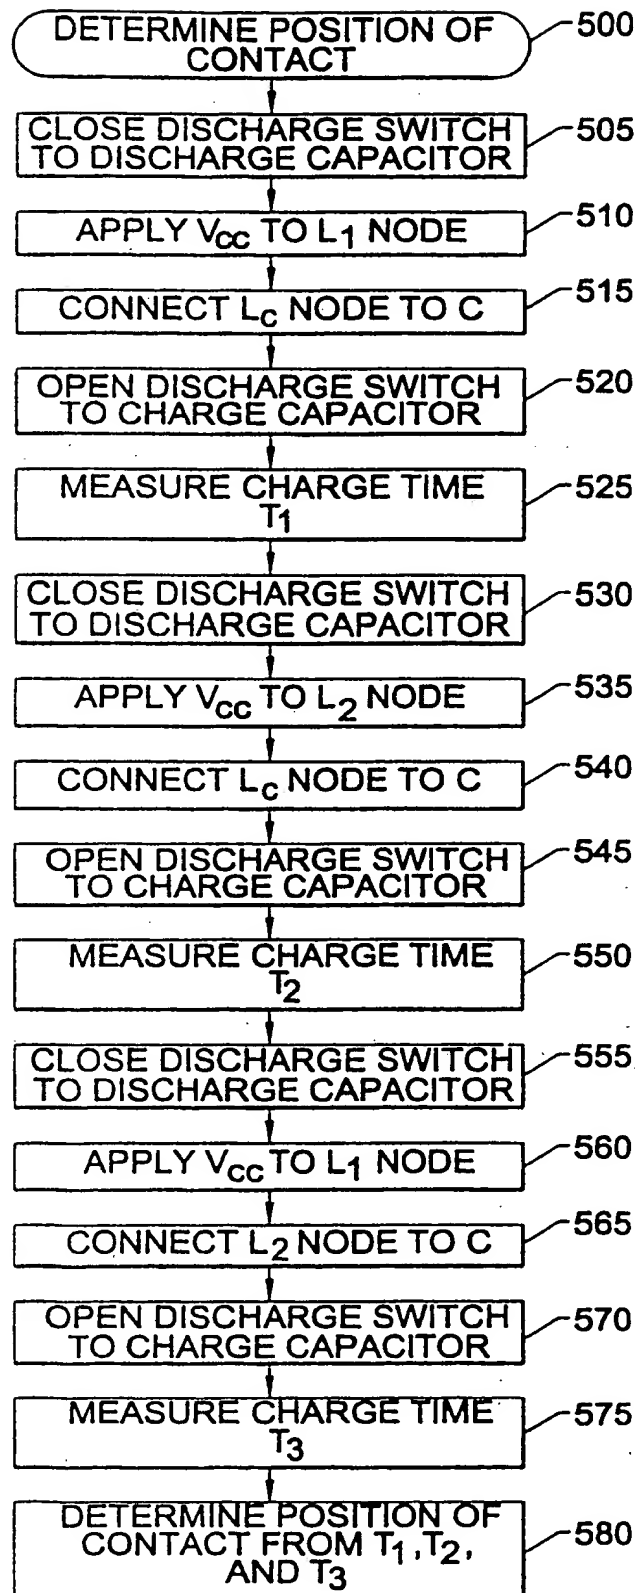 DETERMINE POSITION OF
CONTACT
500
CLOSE DISCHARGE SWITCH
TO DISCHARGE CAPACITOR
505
APPLY VCC TO L1 NODE
510
CONNECT LC NODE TO C
515
OPEN DISCHARGE SWITCH
TO CHARGE CAPACITOR
520
MEASURE CHARGE TIME
T1
525
CLOSE DISCHARGE SWITCH
TO DISCHARGE CAPACITOR
530
APPLY VCC TO L2 NODE
535
CONNECT LC NODE TO C
540
OPEN DISCHARGE SWITCH
TO CHARGE CAPACITOR
545
MEASURE CHARGE TIME
T2
550
CLOSE DISCHARGE SWITCH
TO DISCHARGE CAPACITOR
555
APPLY VCC TO L1 NODE
560
CONNECT L2 NODE TO C
565
OPEN DISCHARGE SWITCH
TO CHARGE CAPACITOR
570
MEASURE CHARGE TIME
T3
575
DETERMINE POSITION OF
CONTACT FROM T1, T2,
AND T3
580